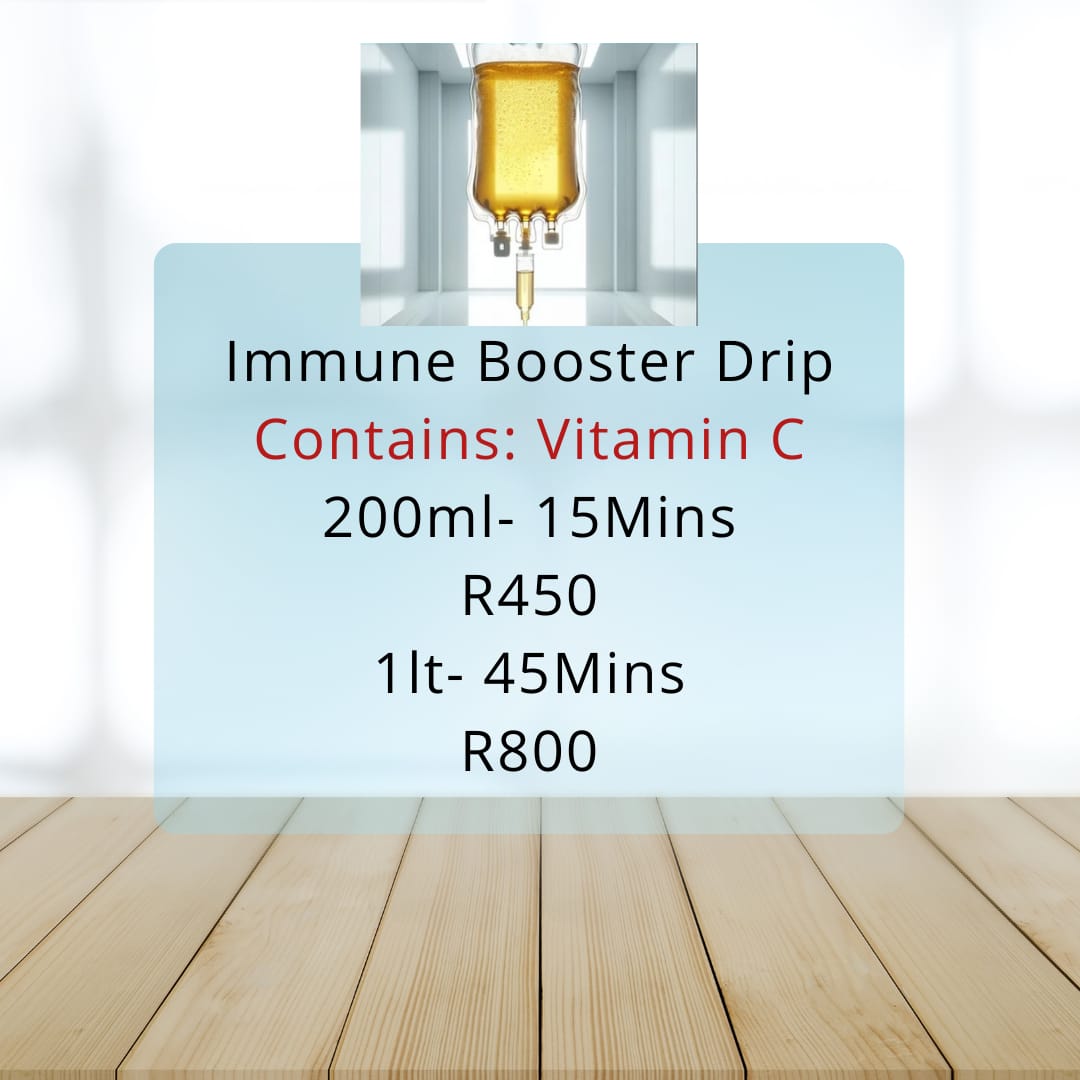 Immune Booster Drip
Contains: Vitamin C
200ml- 15Mins
R450
1lt- 45Mins
R800